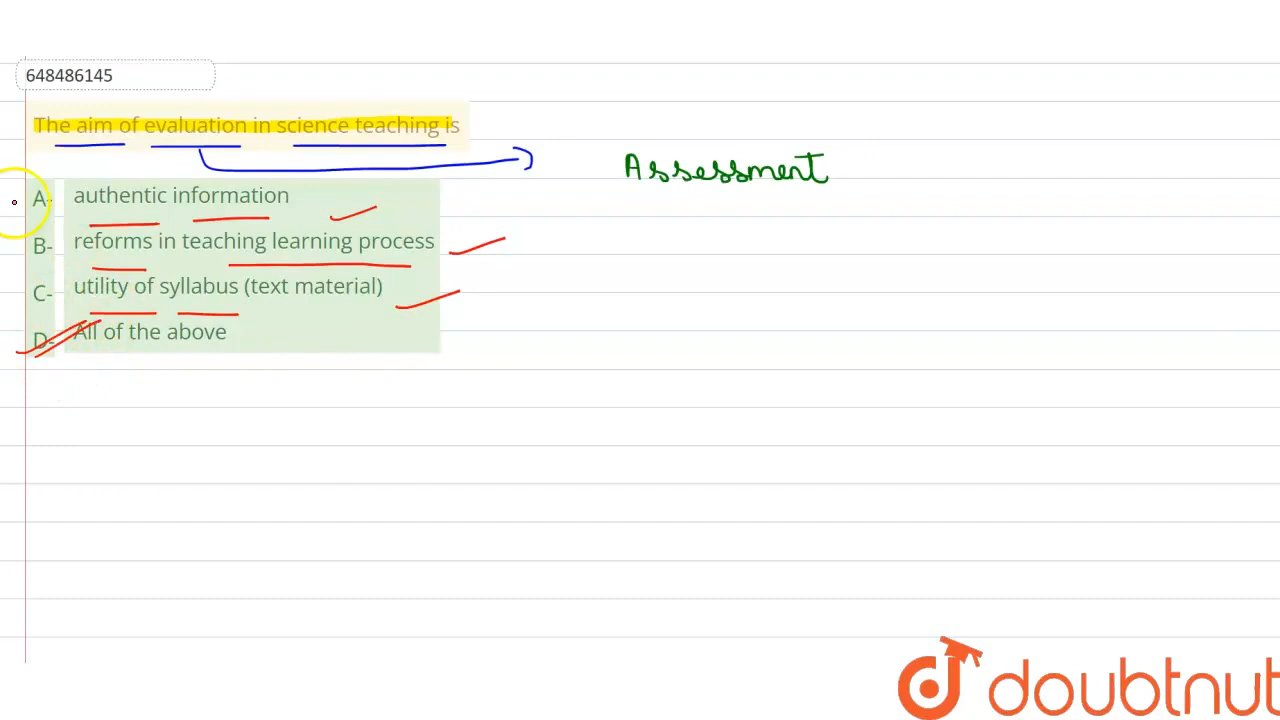 648486145
The aim of evaluation in science teaching is
Assessment
A- authentic information
B- reforms in teaching learning process
C- utility of syllabus (text material)
D- All of the above
doubtnut